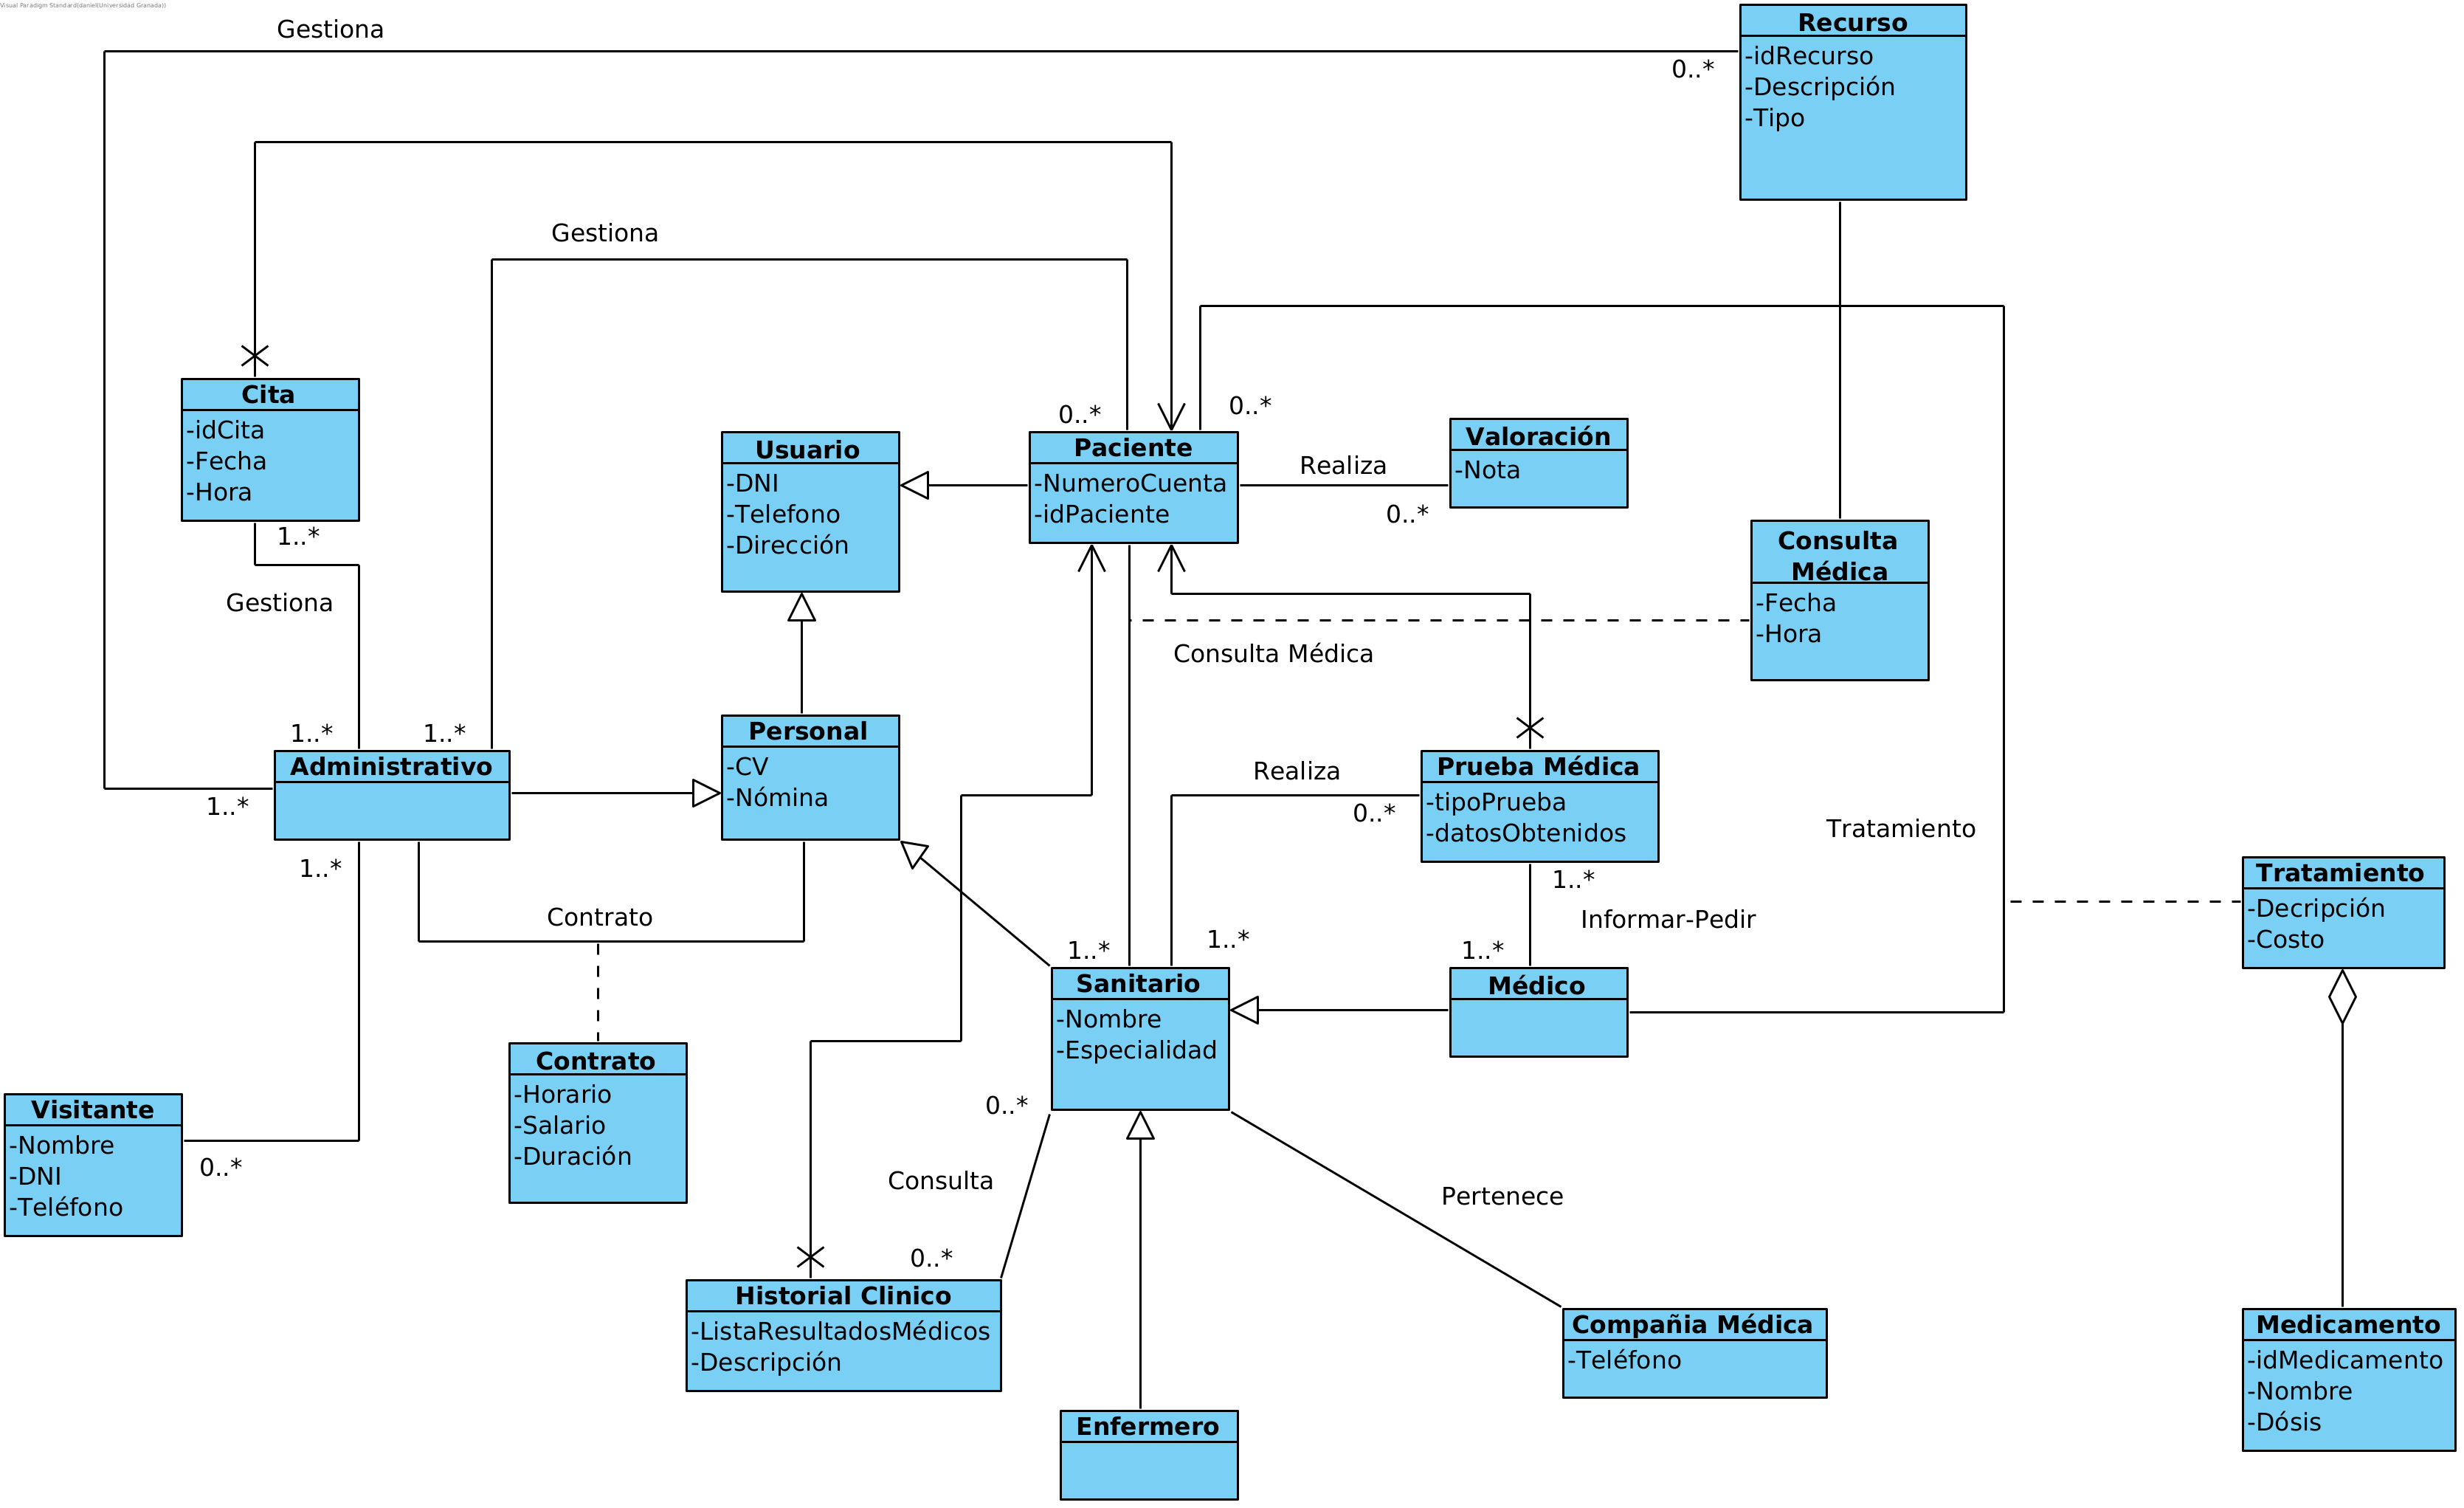 Visual Paradigm Standard(daniel(Universidad Granada))
Gestiona
0..*
Recurso
-idRecurso
-Descripción
-Tipo
Gestiona
Cita
-idCita
-Fecha
-Hora
1..*
Gestiona
Usuario
-DNI
-Telefono
-Dirección
0..*
0..*
Paciente
-NumeroCuenta
-idPaciente
Realiza
0..*
Valoración
-Nota
Consulta
Médica
-Fecha
-Hora
Consulta Médica
1..*
1..*
1..*
Administrativo
1..*
Personal
-CV
-Nómina
Realiza
0..*
Prueba Médica
-tipoPrueba
-datosObtenidos
1..*
Informar-Pedir
1..*
Tratamiento
Tratamiento
-Decripción
-Costo
Contrato
Contrato
-Horario
-Salario
-Duración
1..*
1..*
Sanitario
-Nombre
-Especialidad
0..*
Médico
Visitante
-Nombre
-DNI
-Teléfono
0..*
Consulta
0..*
Pertenece
Historial Clinico
-ListaResultadosMédicos
-Descripción
Compañia Médica
-Teléfono
Medicamento
-idMedicamento
-Nombre
-Dósis
Enfermero